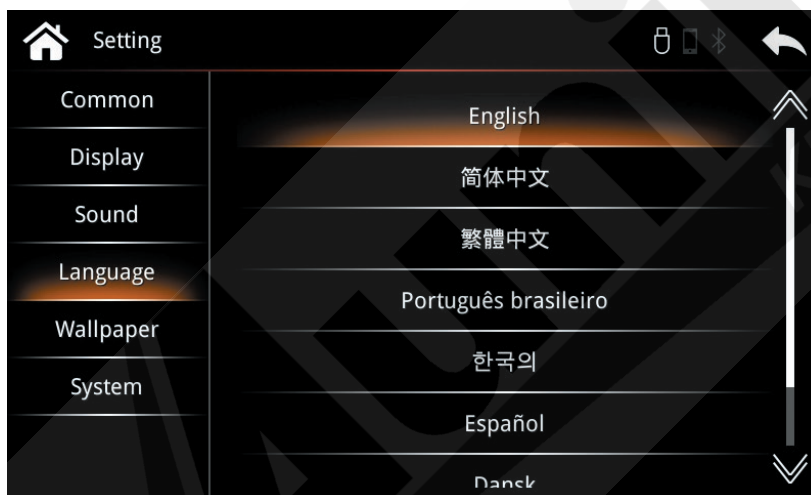 Setting
Common
Display
Sound
Language
Wallpaper
System
English
简体中文
繁體中文
Português brasileiro
한국의
Español
Dansk